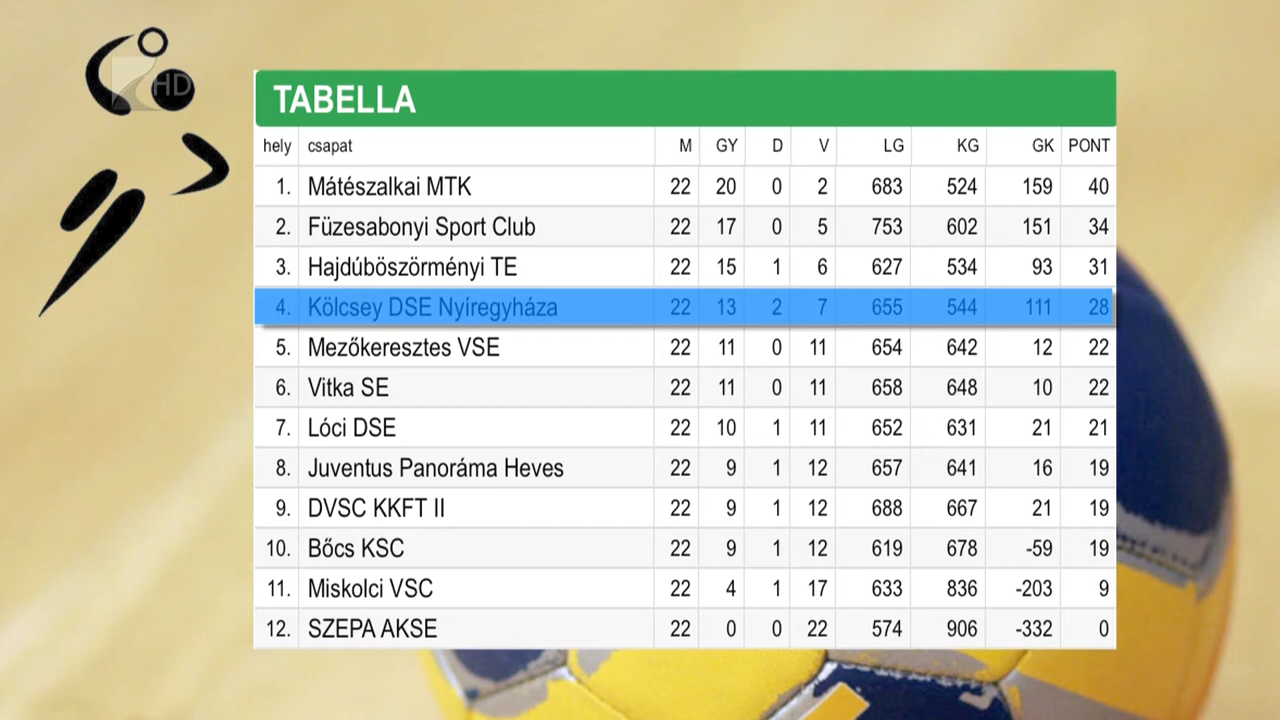 HD
TABELLA
hely csapat M GY D V LG KG GK PONT
1. Mátészalkai MTK 22 20 0 2 683 524 159 40
2. Füzesabonyi Sport Club 22 17 0 5 753 602 151 34
3. Hajdúböszörményi TE 22 15 1 6 627 534 93 31
4. Kölcsey DSE Nyíregyháza 22 13 2 7 655 544 111 28
5. Mezőkeresztes VSE 22 11 0 11 654 642 12 22
6. Vitka SE 22 11 0 11 658 648 10 22
7. Lóci DSE 22 10 1 11 652 631 21 21
8. Juventus Panoráma Heves 22 9 1 12 657 641 16 19
9. DVSC KKFT II 22 9 1 12 688 667 21 19
10. Bőcs KSC 22 9 1 12 619 678 -59 19
11. Miskolci VSC 22 4 1 17 633 836 -203 9
12. SZEPA AKSE 22 0 0 22 574 906 -332 0